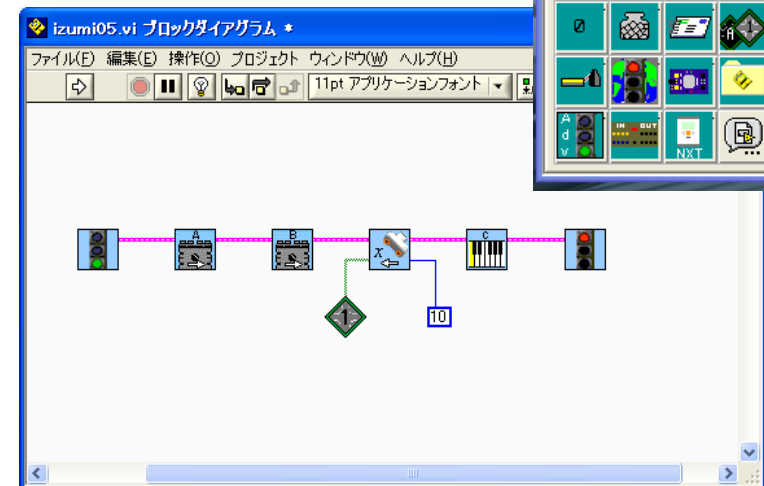 izumi05.vi ブロックダイアグラム *
ファイル(F) 編集(E) 操作(O) プロジェクト ウィンドウ(W) ヘルプ(H)
11pt アプリケーションフォント
0
A
1
IN OUT
Adv
NXT
A
B
x
C
1
10